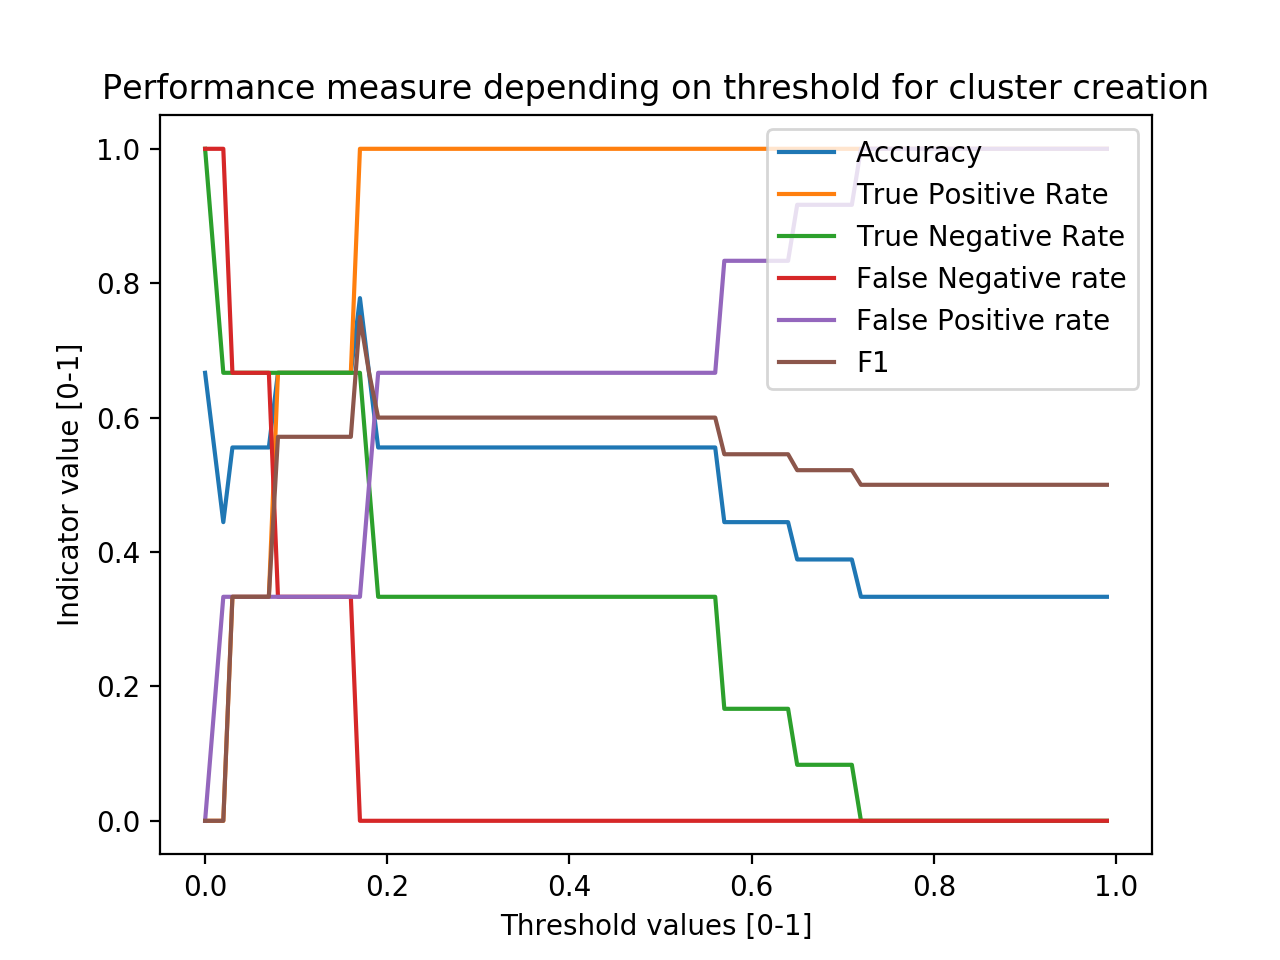 Performance measure depending on threshold for cluster creation
1.0
0.8
0.6
0.4
0.2
0.0
Indicator value [0-1]
Accuracy
True Positive Rate
True Negative Rate
False Negative rate
False Positive rate
F1
0.0 0.2 0.4 0.6 0.8 1.0
Threshold values [0-1]